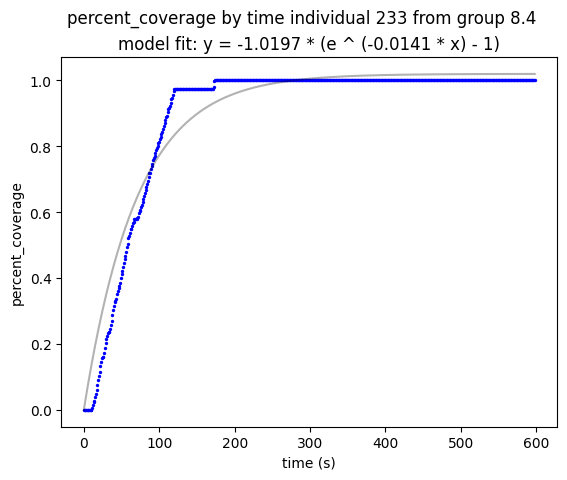 percent_coverage by time individual 233 from group 8.4
model fit: y = -1.0197 * (e ^ (-0.0141 * x) - 1)
1.0
0.8
0.6
0.4
0.2
0.0
percent_coverage
0 100 200 300 400 500 600
time (s)